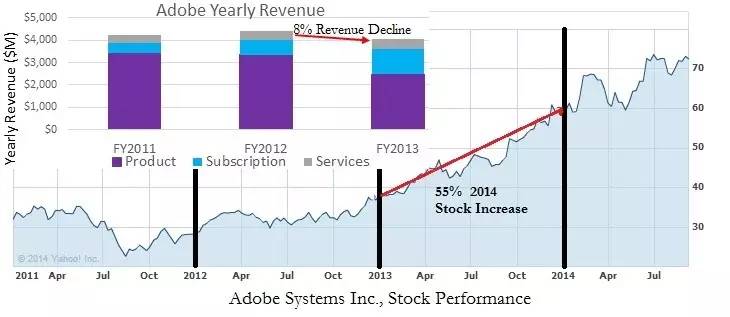 Adobe Yearly Revenue
Yearly Revenue ($M)
$5,000
$4,000
$3,000
$2,000
$1,000
$0
8% Revenue Decline
FY2011 FY2012 FY2013
Product Subscription Services
70
60
50
40
30
55% 2014
Stock Increase
© 2014 Yahoo! Inc.
2011 Apr Jul Oct 2012 Apr Jul Oct 2013 Apr Jul Oct 2014 Apr Jul
Adobe Systems Inc., Stock Performance